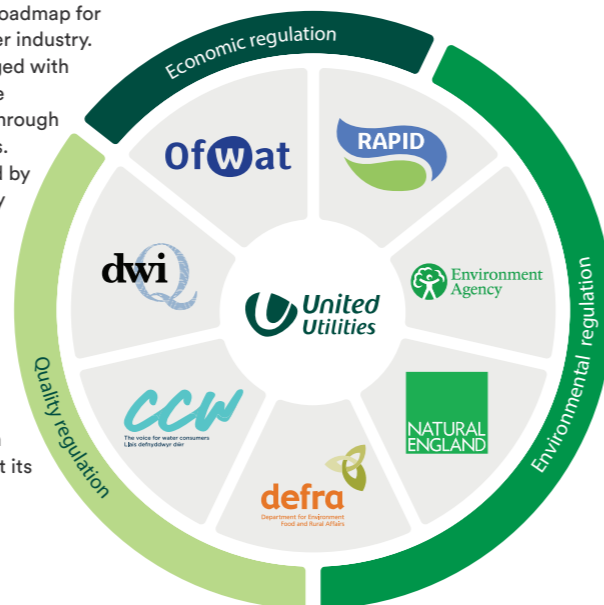 oadmap for
er industry.
ged with
e
hrough
s.
d by
y
t its
Economic regulation
Ofwat
RAPID
dwi
Q
Environment
Agency
United
Utilities
Environmental regulation
Quality regulation
ccw
The voice for water consumers
Llais defnyddwyr dŵr
NATURAL
ENGLAND
defra
Department for Environment
Food and Rural Affairs